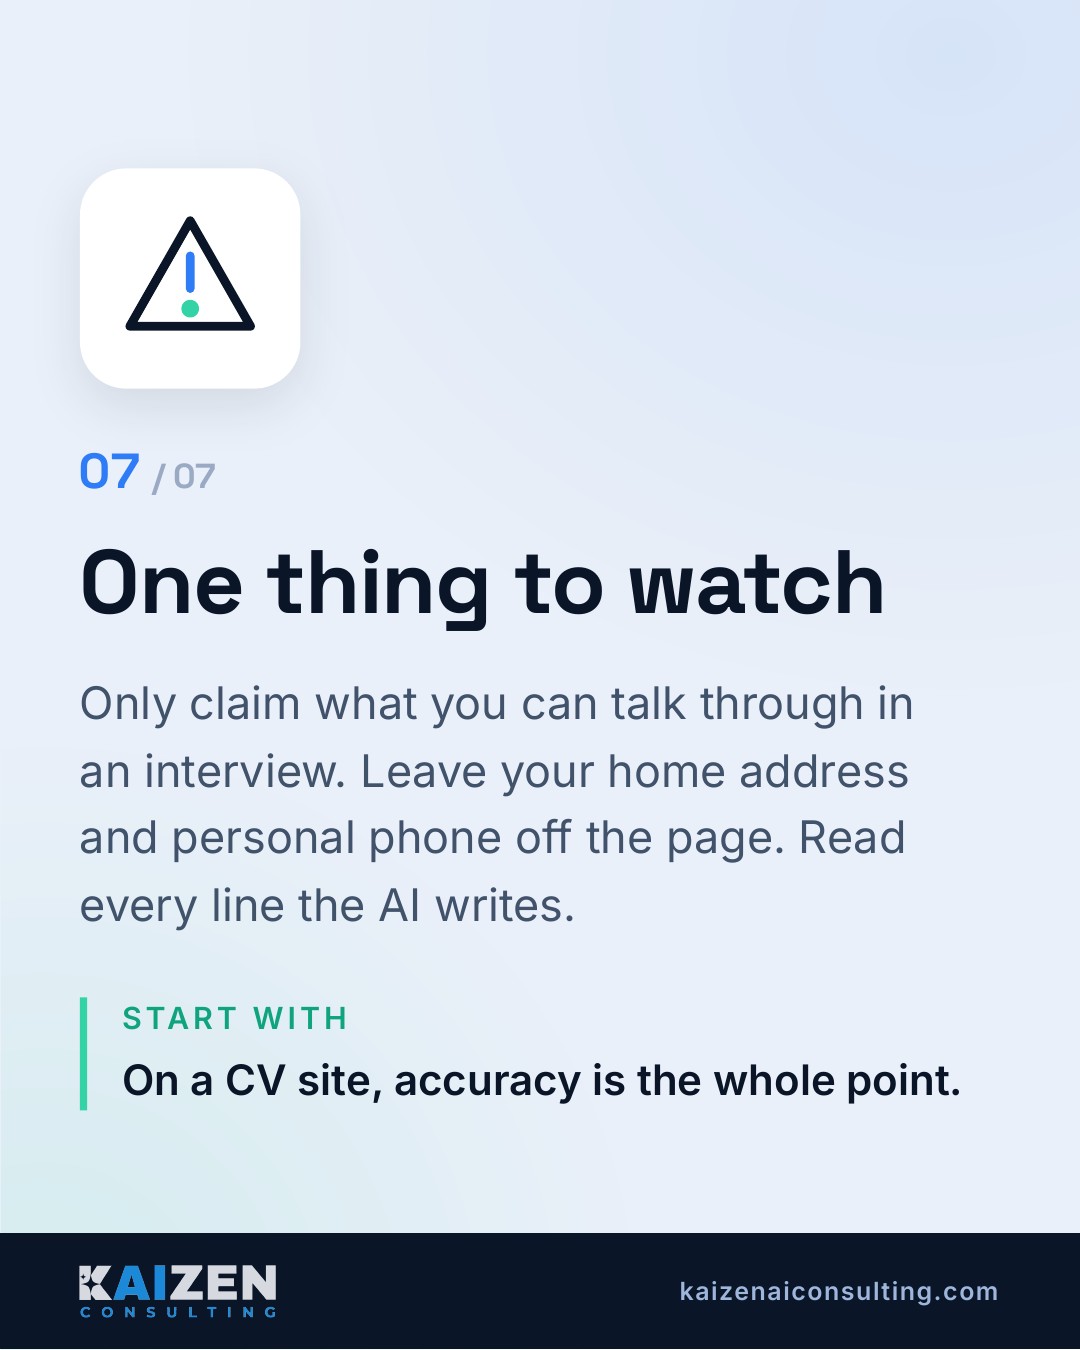 07 / 07
One thing to watch
Only claim what you can talk through in
an interview. Leave your home address
and personal phone off the page. Read
every line the AI writes.
START WITH
On a CV site, accuracy is the whole point.
KAIZEN
CONSULTING
kaizenaiconsulting.com